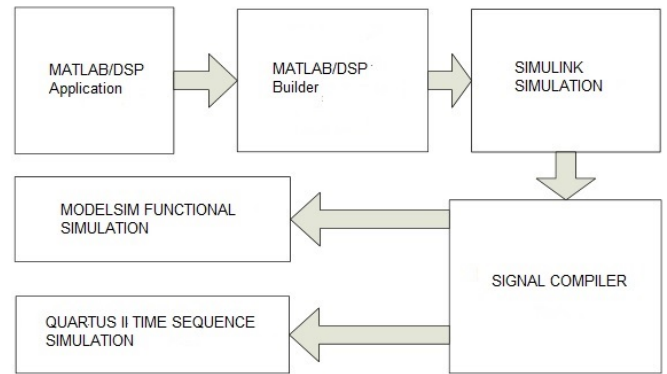 MATLAB/DSP
Application
MATLAB/DSP
Builder
SIMULINK
SIMULATION
MODELSIM FUNCTIONAL
SIMULATION
SIGNAL COMPILER
QUARTUS II TIME SEQUENCE
SIMULATION